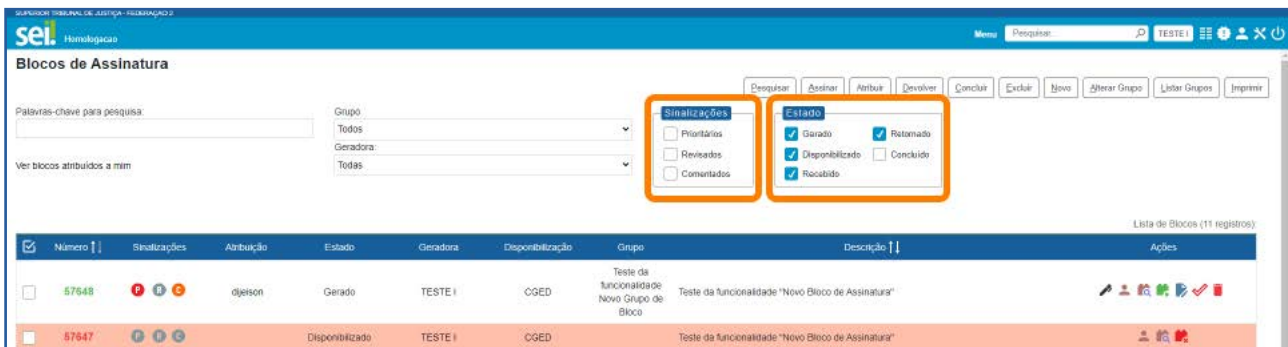 SUPERIOR TRIBUNAL DE JUSTIÇA - FEDERAÇÃO 2
sei. Homologacao Menu Pesquisar... TESTE I
Blocos de Assinatura
Pesquisar Assinar Atribuir Devolver Concluir Excluir Novo Alterar Grupo Listar Grupos Imprimir
Palavras-chave para pesquisa: Grupo Sinalizações Estado
Todos Prioritários Gerado Retornado
Geradora: Revisados Disponibilizado Concluído
Ver blocos atribuídos a mim Todas Comentados Recebido
Lista de Blocos (11 registros):
Número Sinalizações Atribuição Estado Geradora Disponibilização Grupo Descrição Ações
57648 P R C dijeison Gerado TESTE I CGED Teste da funcionalidade Novo Grupo de Bloco Teste da funcionalidade "Novo Bloco de Assinatura"
57647 P R C Disponibilizado TESTE I CGED Teste da funcionalidade "Novo Bloco de Assinatura"